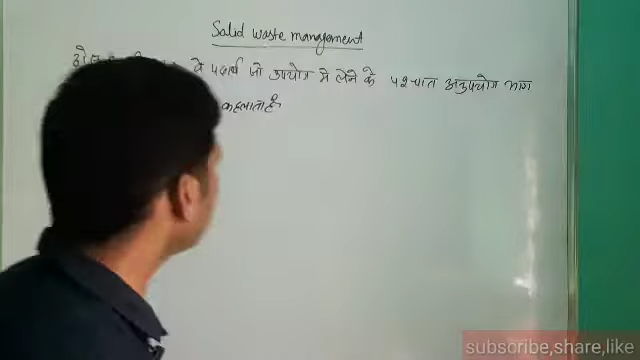 Solid waste management
वे पदार्थ जो उपयोग मे लेने के पश्चात अनुपयोग भाग
कहलाता है
subscribe,share,like